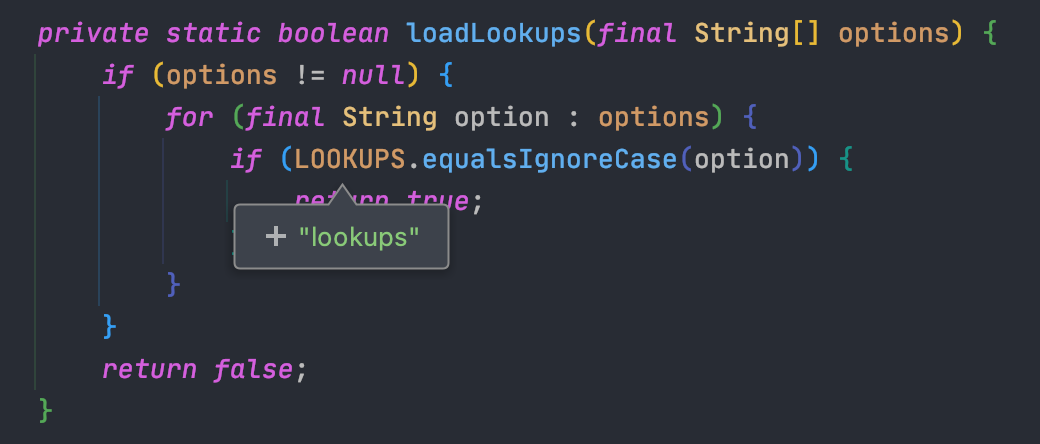 private static boolean loadLookups(final String[] options) {
if (options != null) {
for (final String option : options) {
if (LOOKUPS.equalsIgnoreCase(option)) {
return true;
+ "lookups"
}
}
return false;
}